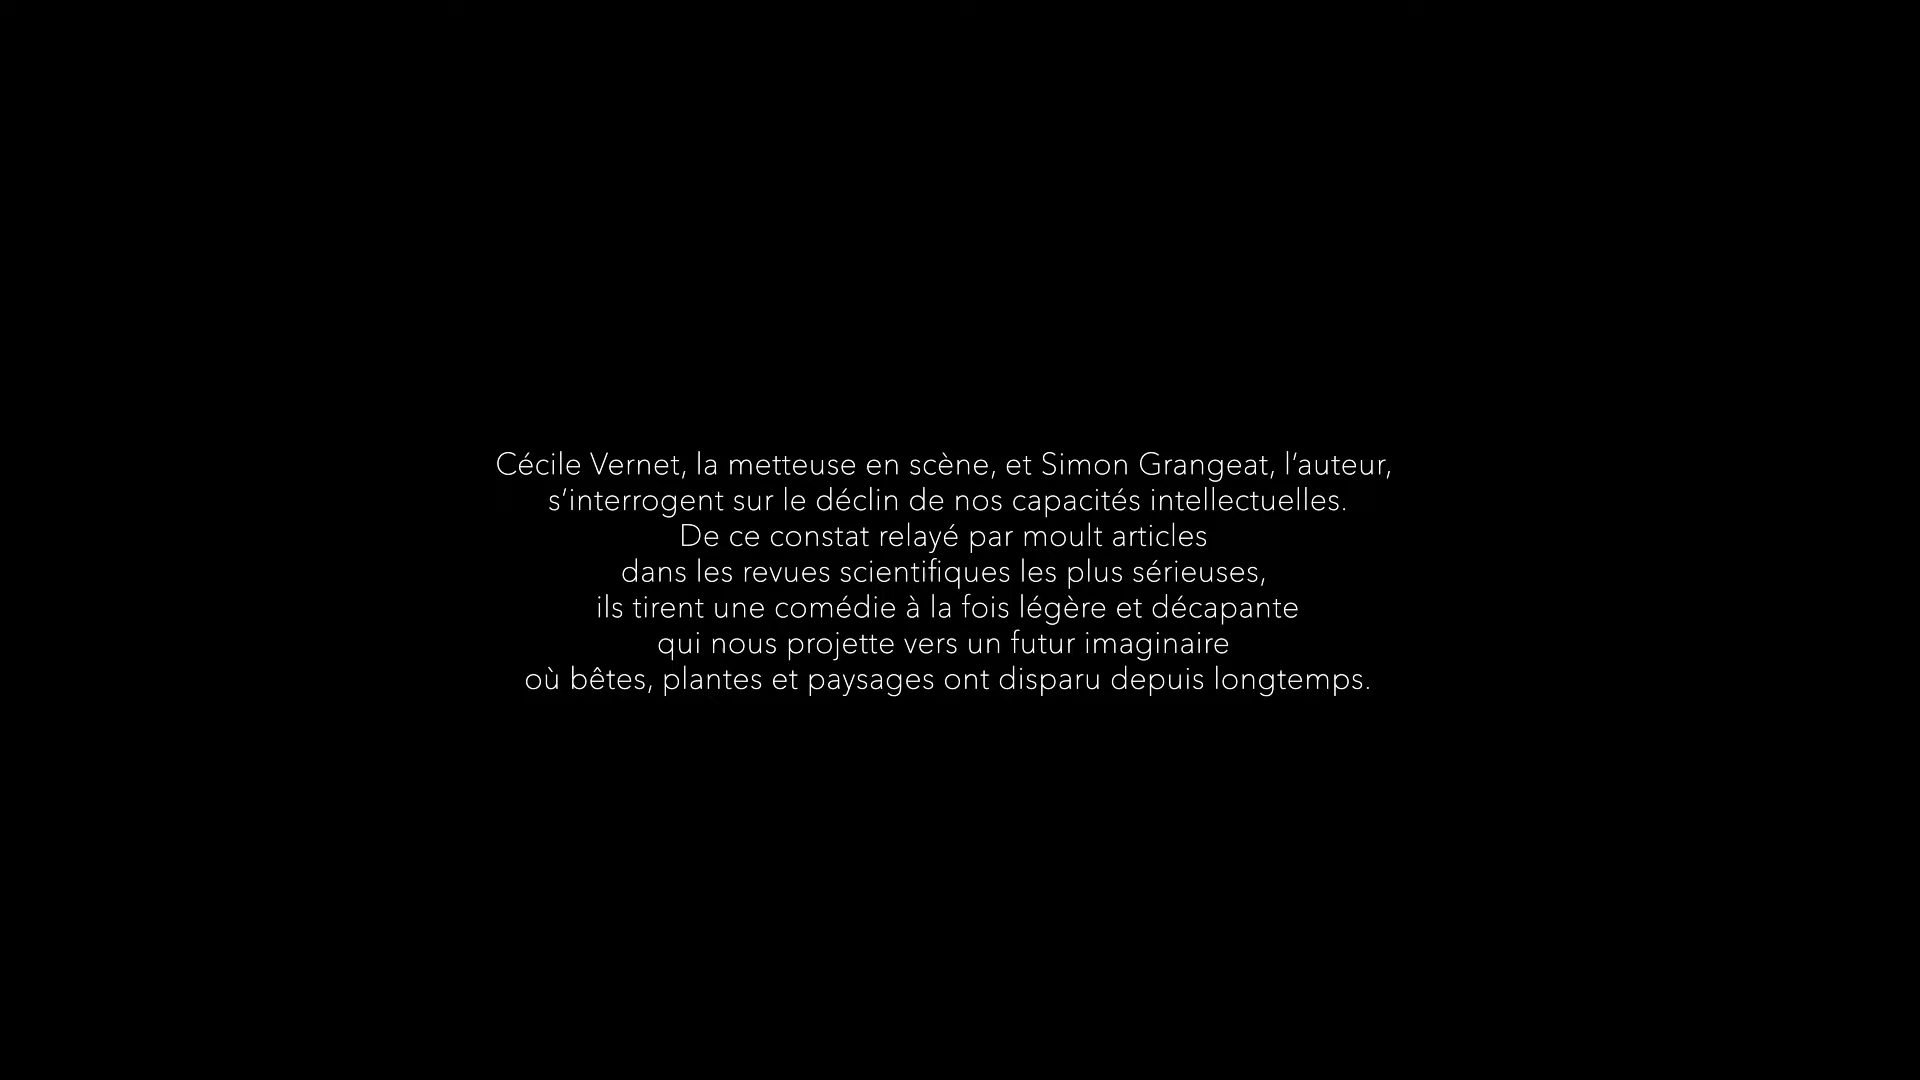 Cécile Vernet, la metteuse en scène, et Simon Grangeat, l‘auteur,
s‘interrogent sur le déclin de nos capacités intellectuelles.
De ce constat relayé par moult articles
dans les revues scientifiques les plus sérieuses,
ils tirent une comédie à la fois légère et décapante
qui nous projette vers un futur imaginaire
où bêtes, plantes et paysages ont disparu depuis longtemps.